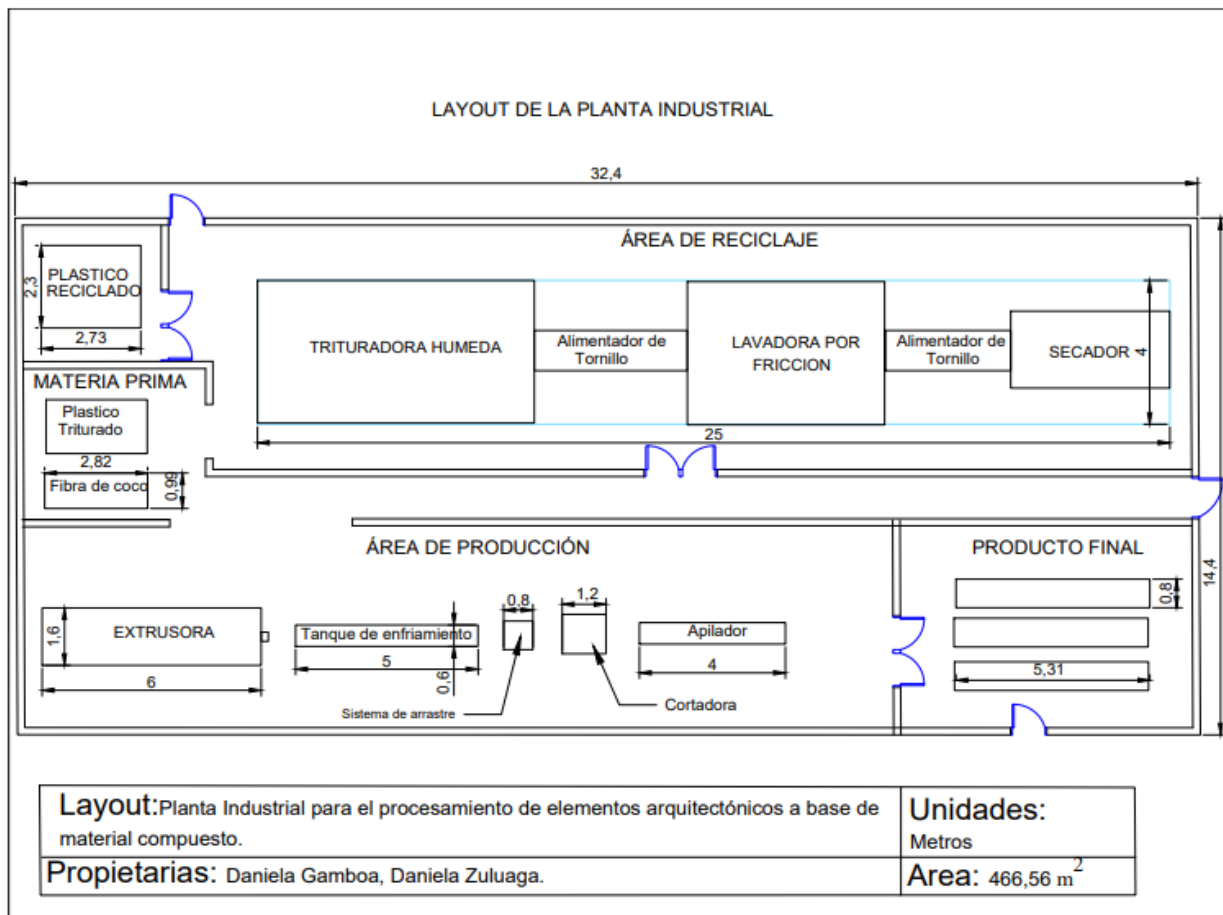 LAYOUT DE LA PLANTA INDUSTRIAL
32,4
ÁREA DE RECICLAJE
PLASTICO
RECICLADO
2,3
2,73
TRITURADORA HUMEDA
Alimentador de
Tornillo
LAVADORA POR
FRICCION
Alimentador de
Tornillo
SECADOR
4
25
MATERIA PRIMA
Plastico
Triturado
2,82
Fibra de coco
0,99
ÁREA DE PRODUCCIÓN
PRODUCTO FINAL
14,4
EXTRUSORA
1,6
6
Tanque de enfriamiento
5
0,6
0,8
1,2
Apilador
4
Sistema de arrastre
Cortadora
0,8
5,31
Layout:Planta Industrial para el procesamiento de elementos arquitectónicos a base de
material compuesto.
Unidades:
Metros
Propietarias: Daniela Gamboa, Daniela Zuluaga.
Area: 466,56 m²